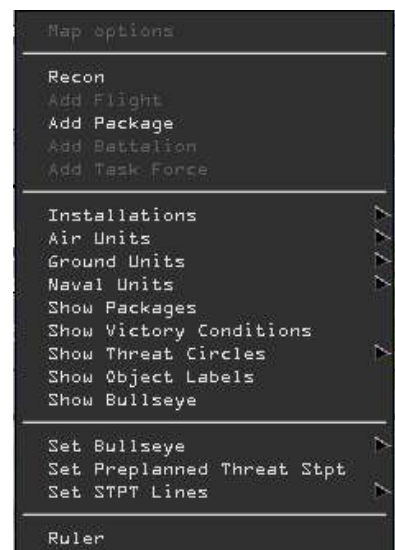 Map options
Recon
Add Flight
Add Package
Add Battalion
Add Task Force
Installations
Air Units
Ground Units
Naval Units
Show Packages
Show Victory Conditions
Show Threat Circles
Show Object Labels
Show Bullseye
Set Bullseye
Set Preplanned Threat Stpt
Set STPT Lines
Ruler